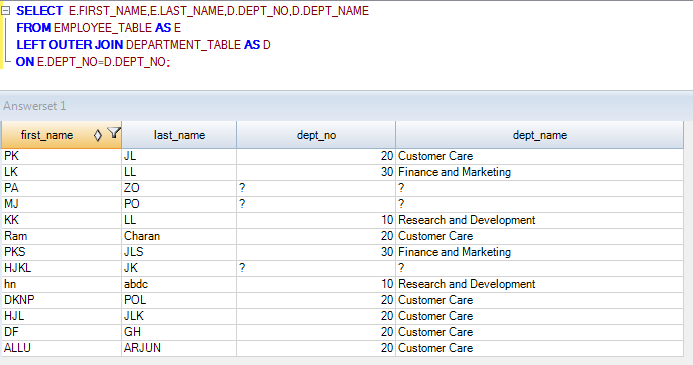 SELECT E.FIRST_NAME,E.LAST_NAME,D.DEPT_NO,D.DEPT_NAME
FROM EMPLOYEE_TABLE AS E
LEFT OUTER JOIN DEPARTMENT_TABLE AS D
ON E.DEPT_NO=D.DEPT_NO;
Answerset 1
first_name last_name dept_no dept_name
PK JL 20 Customer Care
LK LL 30 Finance and Marketing
PA ZO ? ?
MJ PO ? ?
KK LL 10 Research and Development
Ram Charan 20 Customer Care
PKS JLS 30 Finance and Marketing
HJKL JK ? ?
hn abdc 10 Research and Development
DKNP POL 20 Customer Care
HJL JLK 20 Customer Care
DF GH 20 Customer Care
ALLU ARJUN 20 Customer Care